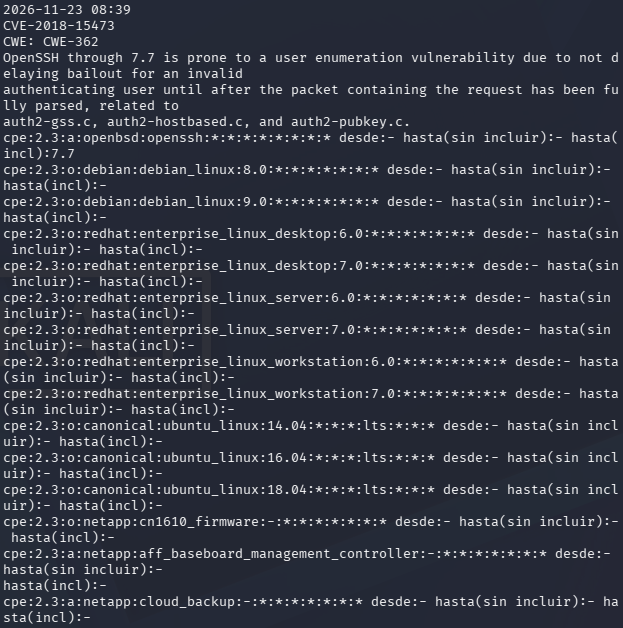 2026-11-23 08:39
CVE-2018-15473
CWE: CWE-362
OpenSSH through 7.7 is prone to a user enumeration vulnerability due to not d
elaying bailout for an invalid
authenticating user until after the packet containing the request has been fu
lly parsed, related to
auth2-gss.c, auth2-hostbased.c, and auth2-pubkey.c.
cpe:2.3:a:openbsd:openssh:*:*:*:*:*:*:*:* desde:- hasta(sin incluir):- hasta(
incl):7.7
cpe:2.3:o:debian:debian_linux:8.0:*:*:*:*:*:*:* desde:- hasta(sin incluir):-
hasta(incl):-
cpe:2.3:o:debian:debian_linux:9.0:*:*:*:*:*:*:* desde:- hasta(sin incluir):-
hasta(incl):-
cpe:2.3:o:redhat:enterprise_linux_desktop:6.0:*:*:*:*:*:*:* desde:- hasta(sin
 incluir):- hasta(incl):-
cpe:2.3:o:redhat:enterprise_linux_desktop:7.0:*:*:*:*:*:*:* desde:- hasta(sin
 incluir):- hasta(incl):-
cpe:2.3:o:redhat:enterprise_linux_server:6.0:*:*:*:*:*:*:* desde:- hasta(sin
incluir):- hasta(incl):-
cpe:2.3:o:redhat:enterprise_linux_server:7.0:*:*:*:*:*:*:* desde:- hasta(sin
incluir):- hasta(incl):-
cpe:2.3:o:redhat:enterprise_linux_workstation:6.0:*:*:*:*:*:*:* desde:- hasta
(sin incluir):- hasta(incl):-
cpe:2.3:o:redhat:enterprise_linux_workstation:7.0:*:*:*:*:*:*:* desde:- hasta
(sin incluir):- hasta(incl):-
cpe:2.3:o:canonical:ubuntu_linux:14.04:*:*:*:lts:*:*:* desde:- hasta(sin incl
uir):- hasta(incl):-
cpe:2.3:o:canonical:ubuntu_linux:16.04:*:*:*:lts:*:*:* desde:- hasta(sin incl
uir):- hasta(incl):-
cpe:2.3:o:canonical:ubuntu_linux:18.04:*:*:*:lts:*:*:* desde:- hasta(sin incl
uir):- hasta(incl):-
cpe:2.3:o:netapp:cn1610_firmware:-:*:*:*:*:*:*:* desde:- hasta(sin incluir):-
 hasta(incl):-
cpe:2.3:a:netapp:aff_baseboard_management_controller:-:*:*:*:*:*:*:* desde:-
hasta(sin incluir):-
hasta(incl):-
cpe:2.3:a:netapp:cloud_backup:-:*:*:*:*:*:*:* desde:- hasta(sin incluir):- ha
sta(incl):-